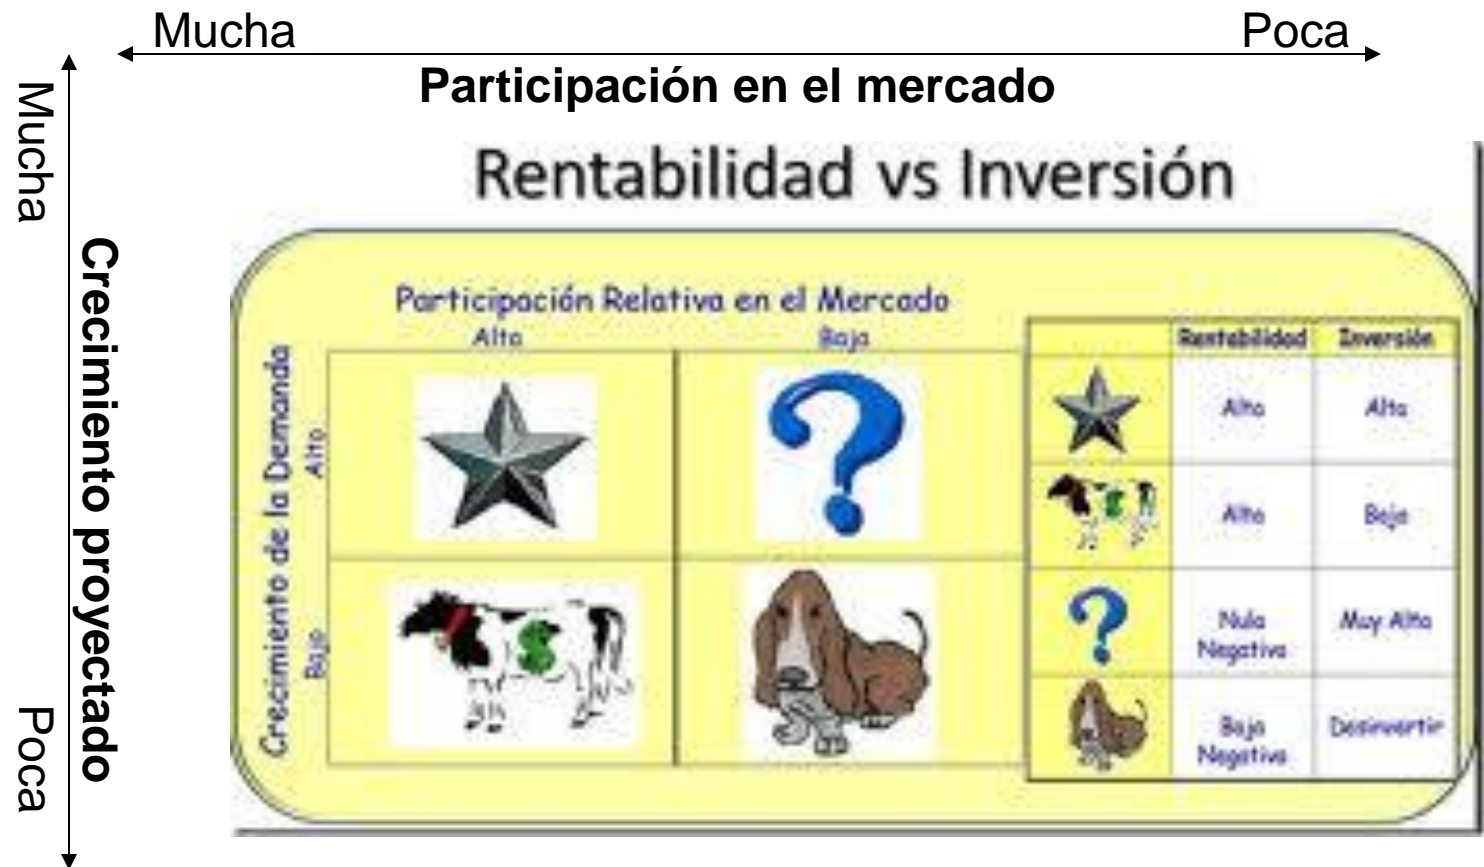 Mucha
Poca
Participación en el mercado
Mucha
Crecimiento proyectado
Poca
Rentabilidad vs Inversión
Participación Relativa en el Mercado
Alta
Baja
Crecimiento de la Demanda
Alto
Bajo
$
Rentabilidad
Inversión
Alta
Alta
Alta
Baja
Nula
Negativa
Muy Alta
Baja
Negativa
Desinvertir